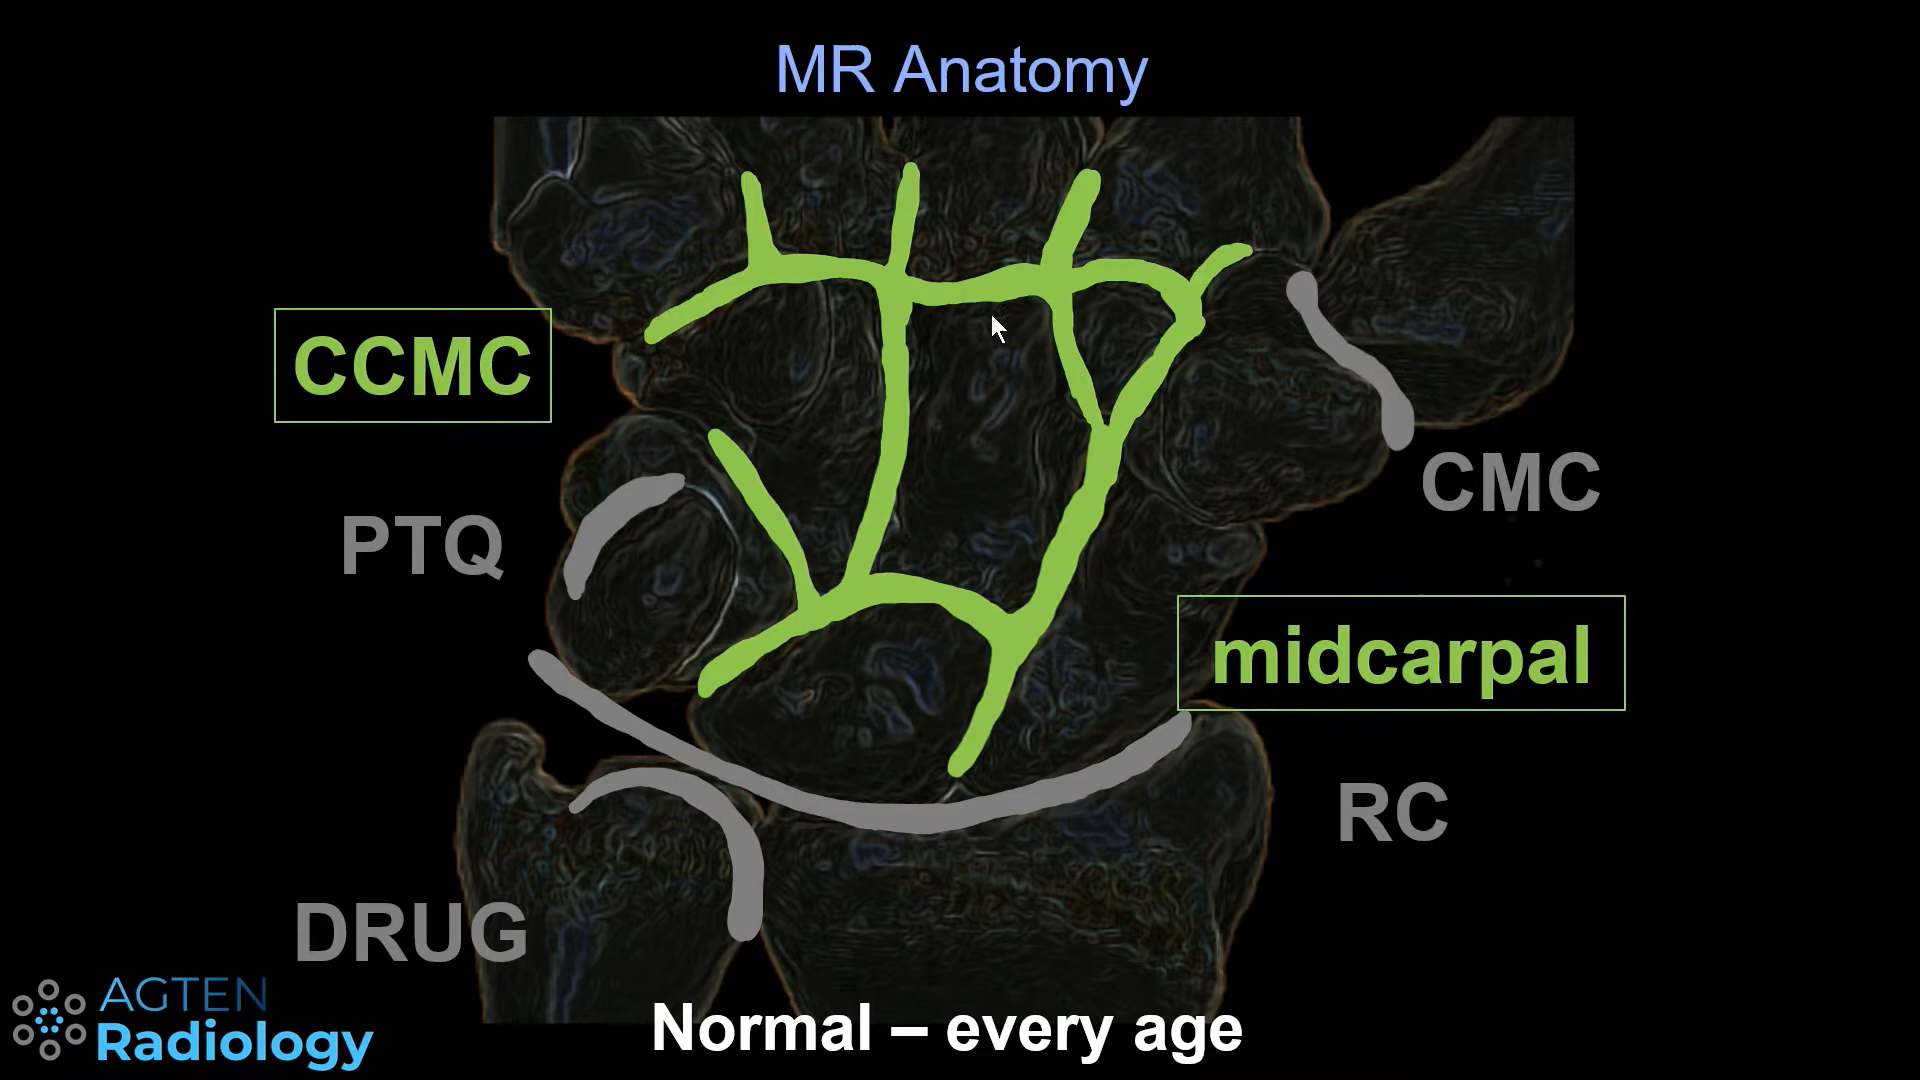 MR Anatomy
CCMC
CMC
PTQ
midcarpal
RC
DRUG
AGTEN
Radiology
Normal – every age